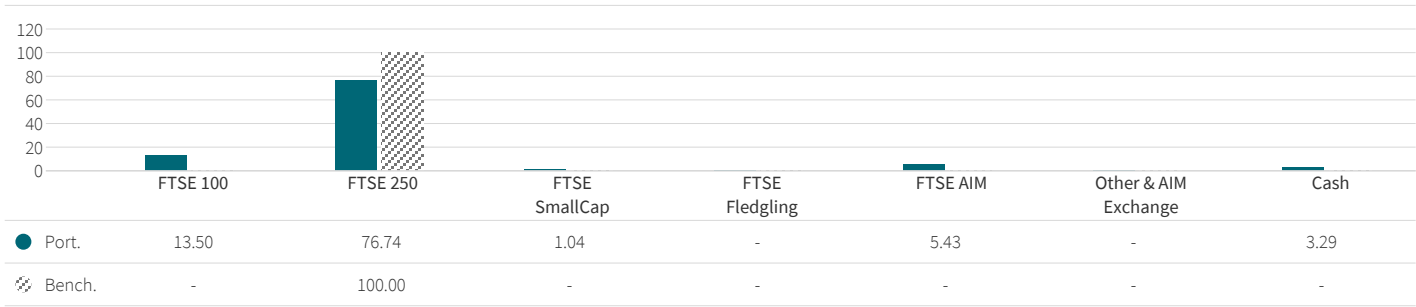 120
100
80
60
40
20
0
FTSE 100 FTSE 250 FTSE SmallCap FTSE Fledgling FTSE AIM Other & AIM Exchange Cash
Port. 13.50 76.74 1.04 - 5.43 - 3.29
Bench. - 100.00 - - - - -